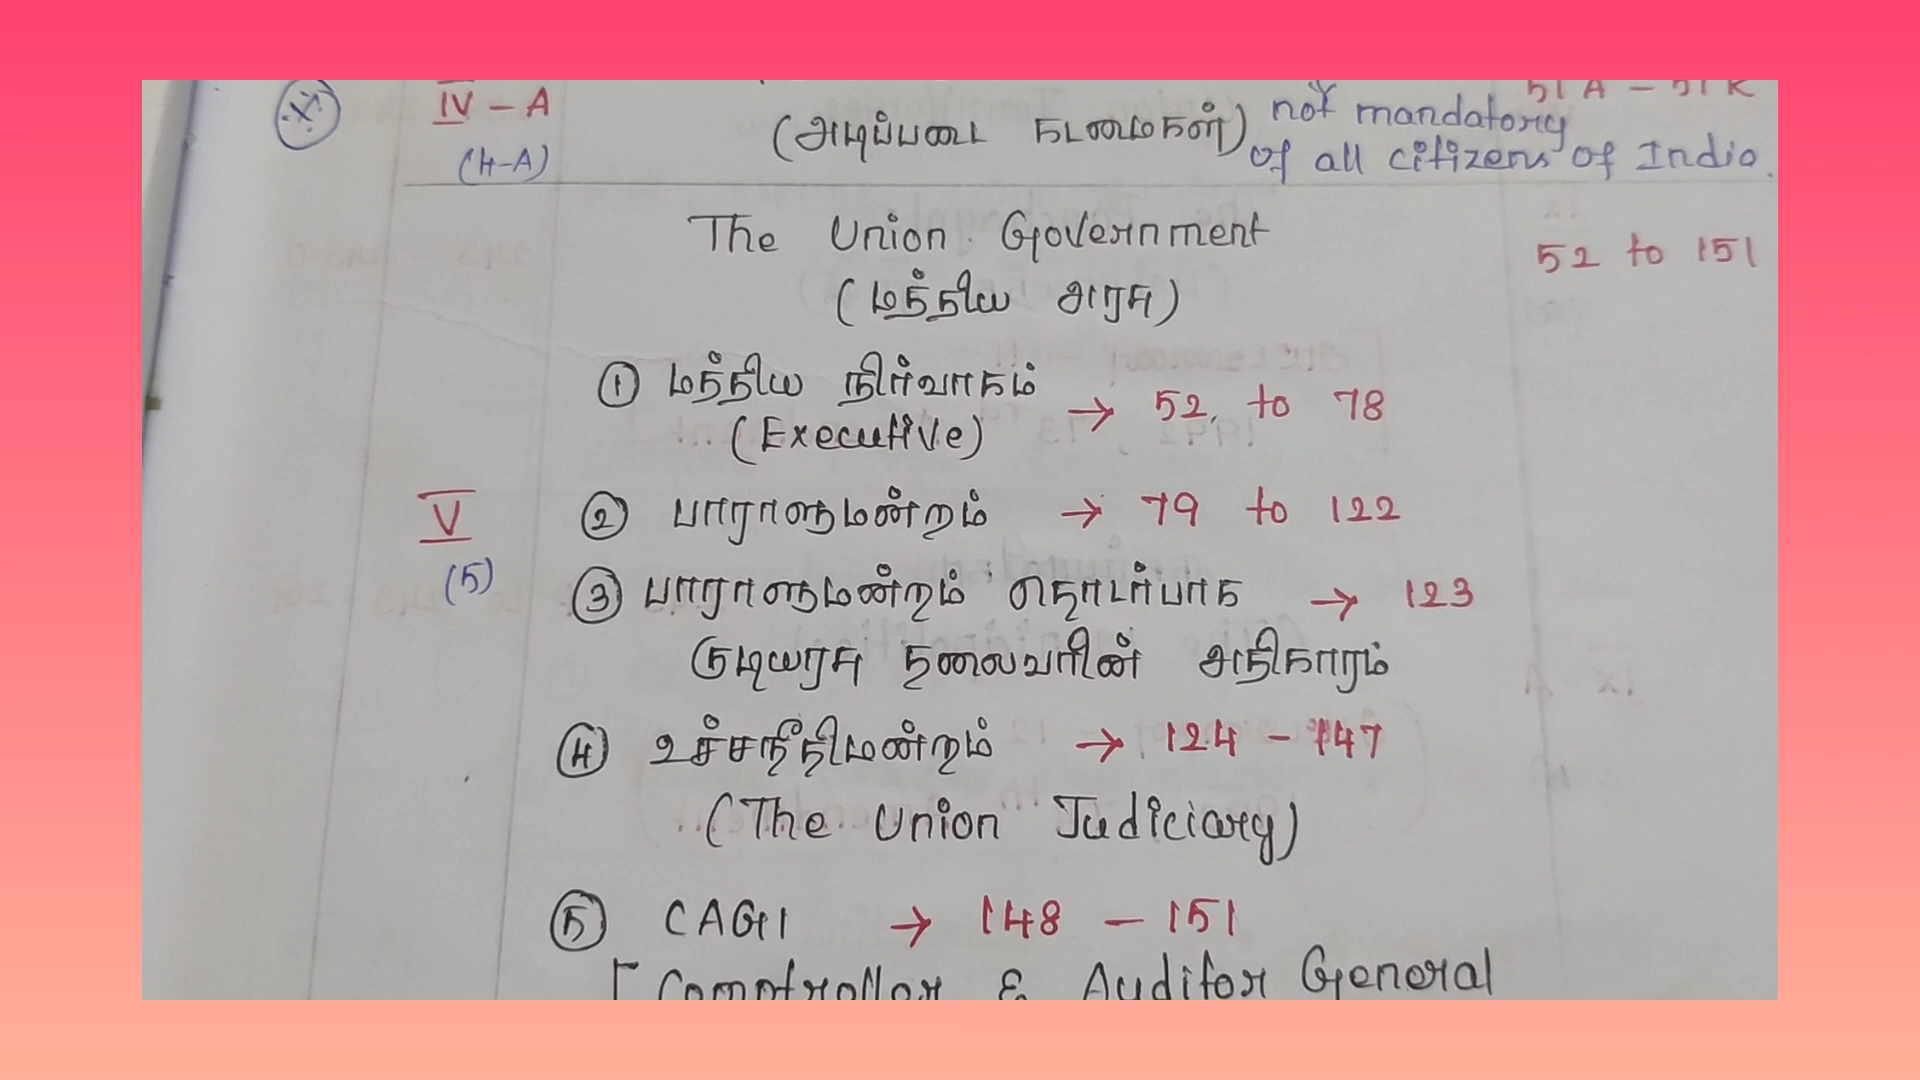 IV - A 51 A - 51 K
(4-A) (அடிப்படை கடமைகள்) not mandatory
of all citizens of India.
The Union Government 52 to 151
(மத்திய அரசு)
① மத்திய நிர்வாகம் → 52 to 78
(Executive)
V ② பாராளுமன்றம் → 79 to 122
(5) ③ பாராளுமன்றம் தொடர்பாக → 123
குடியரசு தலைவரின் அதிகாரம்
④ உச்சநீதிமன்றம் → 124 - 147
(The Union Judiciary)
⑤ CAG → 148 - 151
[ Comptroller & Auditor General